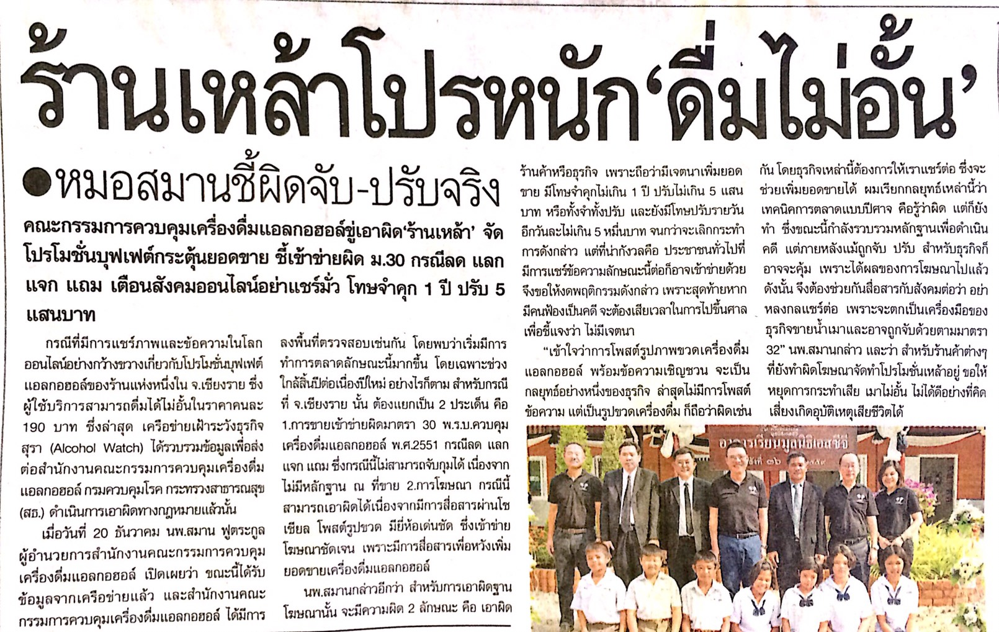 ร้านเหล้าโปรหนัก ‘ดื่มไม่อั้น’
●หมอสมานชี้ผิดจับ-ปรับจริง
คณะกรรมการควบคุมเครื่องดื่มแอลกอฮอล์ขู่เอาผิด‘ร้านเหล้า’ จัด
โปรโมชั่นบุฟเฟต์กระตุ้นยอดขาย ชี้เข้าข่ายผิด ม.30 กรณีลด แลก
แจก แถม เตือนสังคมออนไลน์อย่าแชร์มั่ว โทษจำคุก 1 ปี ปรับ 5
แสนบาท
กรณีที่มีการแชร์ภาพและข้อความในโลก
ออนไลน์อย่างกว้างขวางเกี่ยวกับโปรโมชั่นบุฟเฟต์
แอลกอฮอล์ของร้านแห่งหนึ่งใน จ.เชียงราย ซึ่ง
ผู้ใช้บริการสามารถดื่มได้ไม่อั้นในราคาคนละ
190 บาท ซึ่งล่าสุด เครือข่ายเฝ้าระวังธุรกิจ
สุรา (Alcohol Watch) ได้รวบรวมข้อมูลเพื่อส่ง
ต่อสำนักงานคณะกรรมการควบคุมเครื่องดื่ม
แอลกอฮอล์ กรมควบคุมโรค กระทรวงสาธารณสุข
(สธ.) ดำเนินการเอาผิดทางกฎหมายแล้วนั้น
เมื่อวันที่ 20 ธันวาคม นพ.สมาน ฟูตระกูล
ผู้อำนวยการสำนักงานคณะกรรมการควบคุม
เครื่องดื่มแอลกอฮอล์ เปิดเผยว่า ขณะนี้ได้รับ
ข้อมูลจากเครือข่ายแล้ว และสำนักงานคณะ
กรรมการควบคุมเครื่องดื่มแอลกอฮอล์ ได้มีการ
ลงพื้นที่ตรวจสอบเช่นกัน โดยพบว่าเริ่มมีการ
ทำการตลาดลักษณะนี้มากขึ้น โดยเฉพาะช่วง
ใกล้สิ้นปีต่อเนื่องปีใหม่ อย่างไรก็ตาม สำหรับกรณี
ที่ จ.เชียงราย นั้น ต้องแยกเป็น 2 ประเด็น คือ
1.การขายเข้าข่ายผิดมาตรา 30 พ.ร.บ.ควบคุม
เครื่องดื่มแอลกอฮอล์ พ.ศ.2551 กรณีลด แลก
แจก แถม ซึ่งกรณีนี้ไม่สามารถจับกุมได้ เนื่องจาก
ไม่มีหลักฐาน ณ ที่ขาย 2.การโฆษณา กรณีนี้
สามารถเอาผิดได้เนื่องจากมีการสื่อสารผ่านโซ
เชียล โพสต์รูปขวด มียี่ห้อเด่นชัด ซึ่งเข้าข่าย
โฆษณาชัดเจน เพราะมีการสื่อสารเพื่อหวังเพิ่ม
ยอดขายเครื่องดื่มแอลกอฮอล์
นพ.สมานกล่าวอีกว่า สำหรับการเอาผิดฐาน
โฆษณานั้น จะมีความผิด 2 ลักษณะ คือ เอาผิด
ร้านค้าหรือธุรกิจ เพราะถือว่ามีเจตนาเพิ่มยอด
ขาย มีโทษจำคุกไม่เกิน 1 ปี ปรับไม่เกิน 5 แสน
บาท หรือทั้งจำทั้งปรับ และยังมีโทษปรับรายวัน
อีกวันละไม่เกิน 5 หมื่นบาท จนกว่าจะเลิกกระทำ
การดังกล่าว แต่ที่น่ากังวลคือ ประชาชนทั่วไปที่
มีการแชร์ข้อความลักษณะนี้ต่อก็อาจเข้าข่ายด้วย
จึงขอให้งดพฤติกรรมดังกล่าว เพราะสุดท้ายหาก
มีคนฟ้องเป็นคดี จะต้องเสียเวลาในการไปขึ้นศาล
เพื่อชี้แจงว่า ไม่มีเจตนา
“เข้าใจว่าการโพสต์รูปภาพขวดเครื่องดื่ม
แอลกอฮอล์ พร้อมข้อความเชิญชวน จะเป็น
กลยุทธ์อย่างหนึ่งของธุรกิจ ล่าสุดไม่มีการโพสต์
ข้อความ แต่เป็นรูปขวดเครื่องดื่ม ก็ถือว่าผิดเช่น
กัน โดยธุรกิจเหล่านี้ต้องการให้เราแชร์ต่อ ซึ่งจะ
ช่วยเพิ่มยอดขายได้ ผมเรียกกลยุทธ์เหล่านี้ว่า
เทคนิคการตลาดแบบปีศาจ คือรู้ว่าผิด แต่ก็ยัง
ทำ ซึ่งขณะนี้กำลังรวบรวมหลักฐานเพื่อดำเนิน
คดี แต่ภายหลังแม้ถูกจับ ปรับ สำหรับธุรกิจก็
อาจจะคุ้ม เพราะได้ผลของการโฆษณาไปแล้ว
ดังนั้น จึงต้องช่วยกันสื่อสารกับสังคมต่อว่า อย่า
หลงกลแชร์ต่อ เพราะจะตกเป็นเครื่องมือของ
ธุรกิจขายน้ำเมาและอาจถูกจับด้วยตามมาตรา
32” นพ.สมานกล่าว และว่า สำหรับร้านค้าต่างๆ
ที่ยังทำผิดโฆษณาจัดทำโปรโมชั่นเหล้าอยู่ ขอให้
หยุดการกระทำเสีย เมาไม่อั้น ไม่ได้ดีอย่างที่คิด
เสี่ยงเกิดอุบัติเหตุเสียชีวิตได้
อาคารเรียนมูลนิธิเอสซีจี
หลังที่ ๓๖